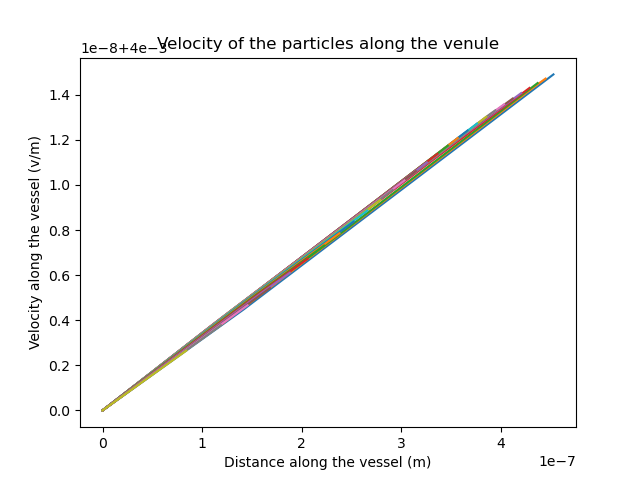 Velocity of the particles along the venule
1e−8+4e−3
1.4
1.2
1.0
0.8
0.6
0.4
0.2
0.0
Velocity along the vessel (v/m)
0 1 2 3 4
1e−7
Distance along the vessel (m)